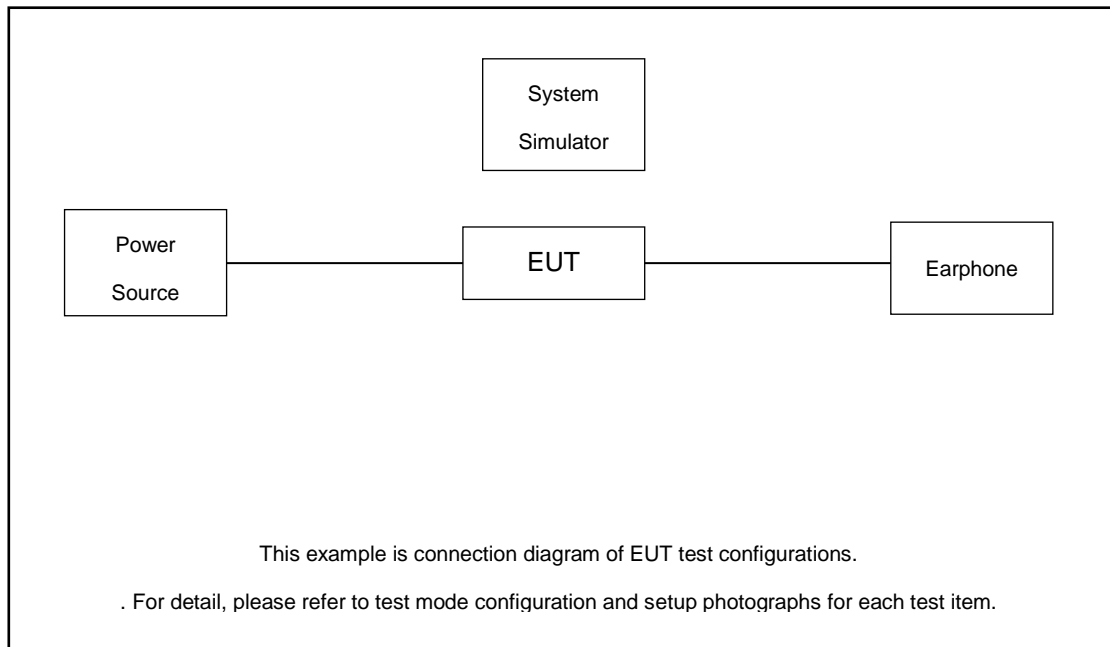 System
Simulator
Power
Source
EUT
Earphone
This example is connection diagram of EUT test configurations.
. For detail, please refer to test mode configuration and setup photographs for each test item.